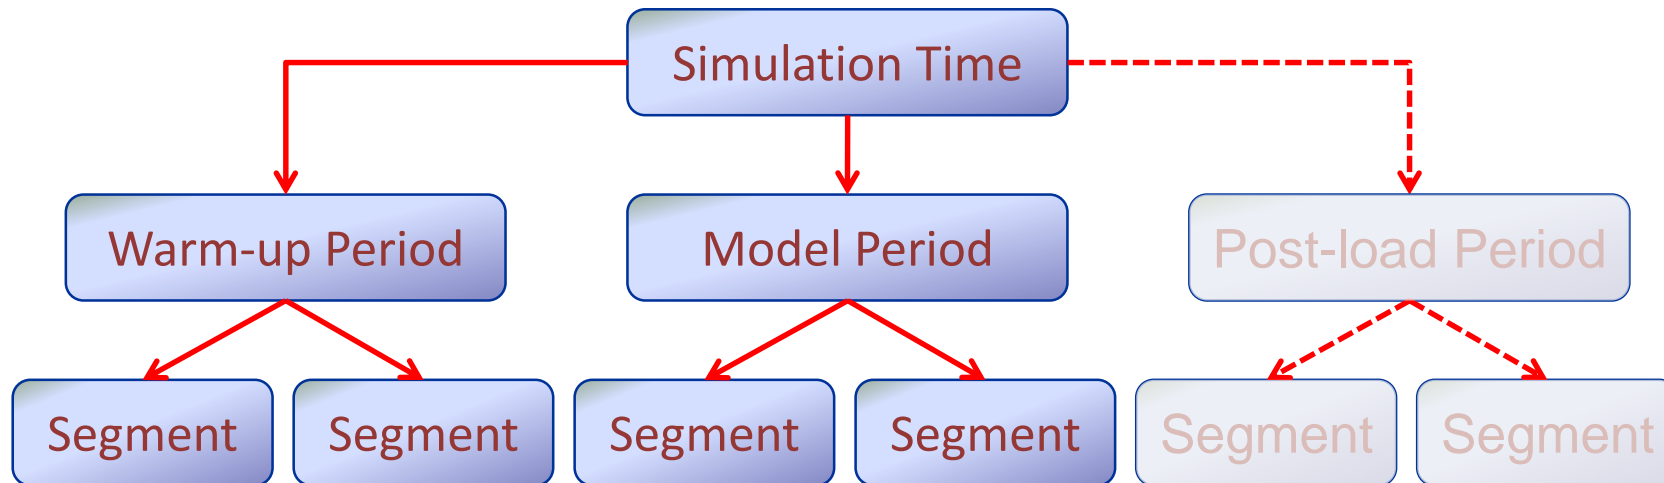 Simulation Time
Warm-up Period
Model Period
Post-load Period
Segment
Segment
Segment
Segment
Segment
Segment